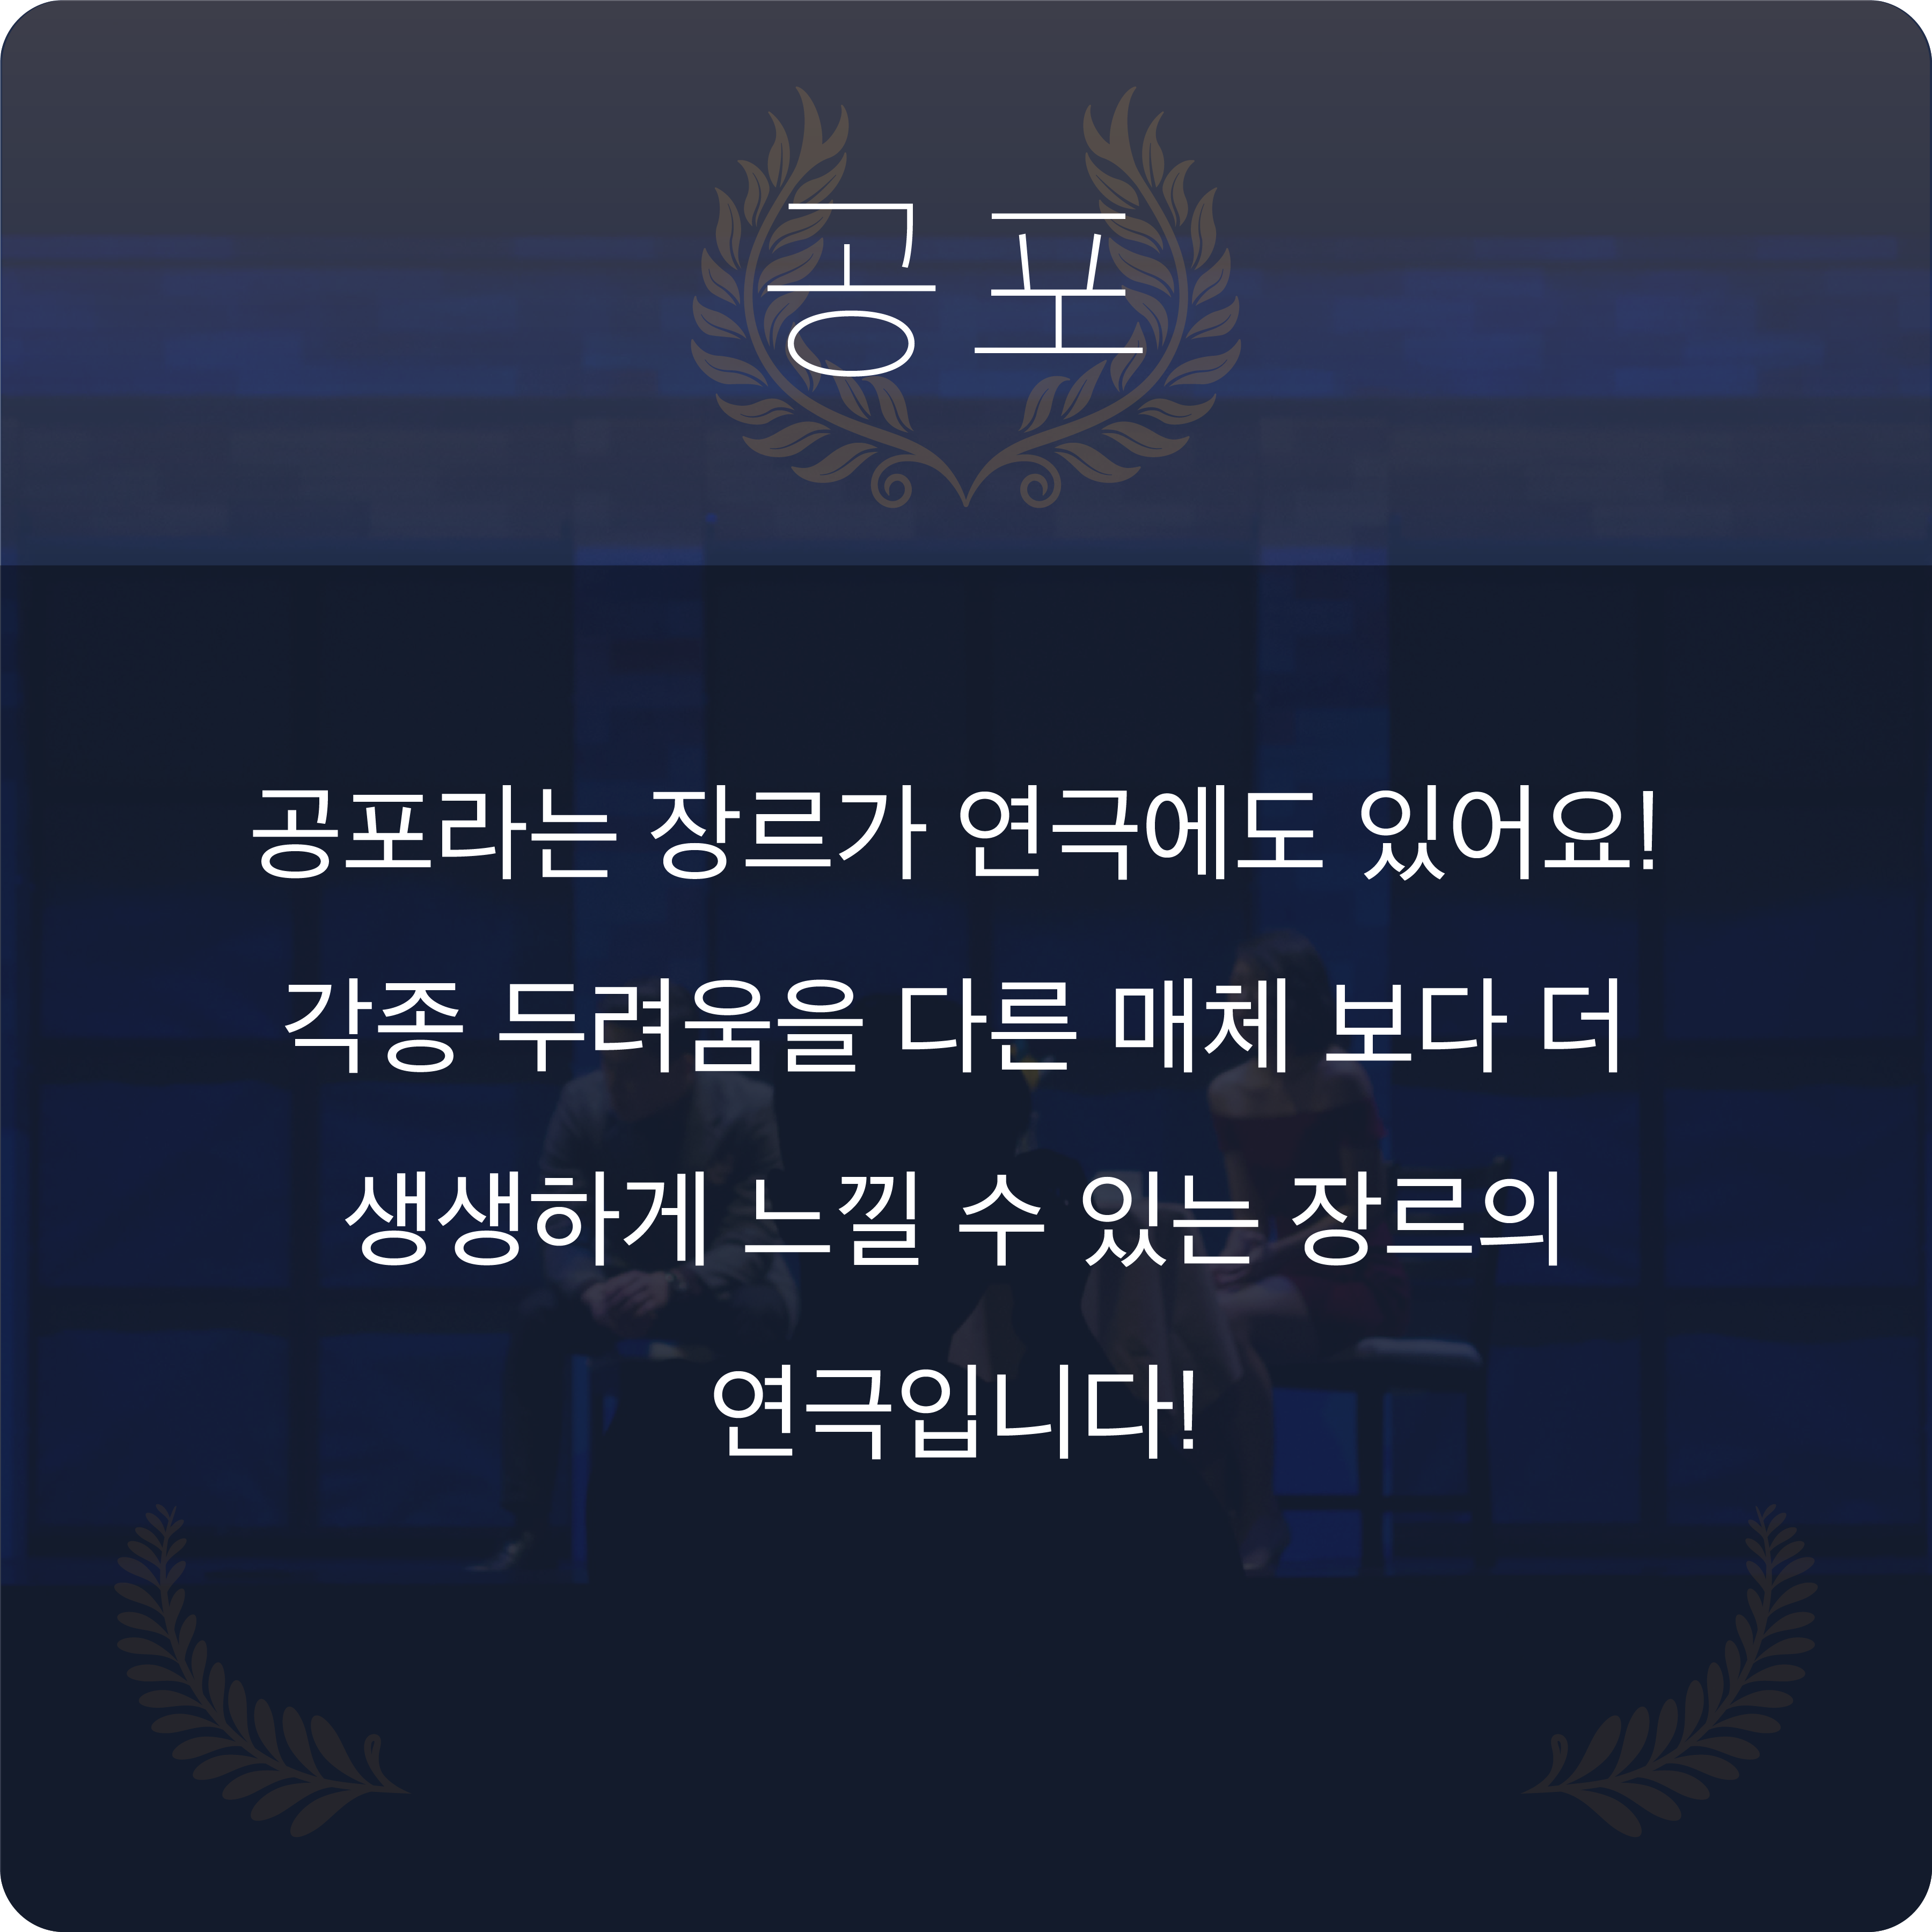 공포
공포라는 장르가 연극에도 있어요!
각종 두려움을 다른 매체 보다 더
생생하게 느낄 수 있는 장르의
연극입니다!